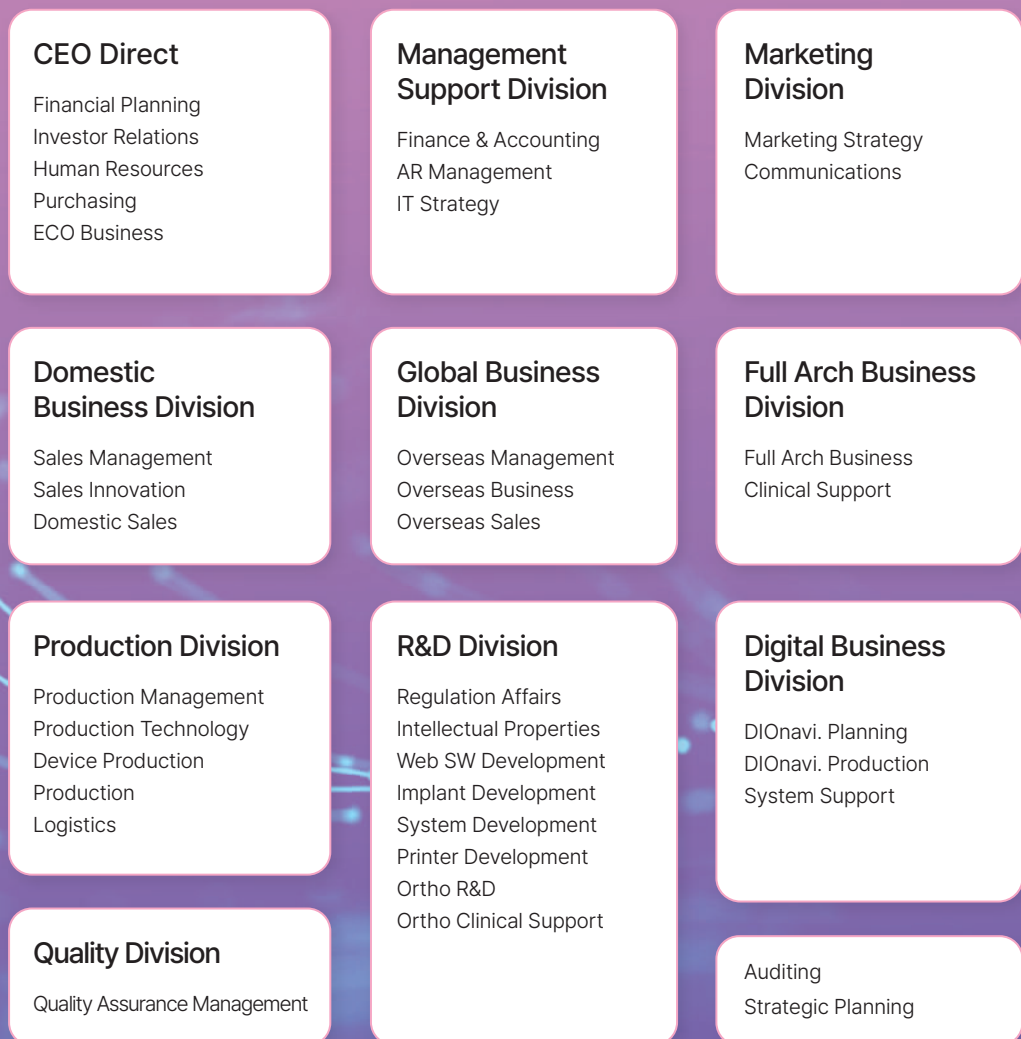 CEO Direct
Financial Planning
Investor Relations
Human Resources
Purchasing
ECO Business
Management
Support Division
Finance & Accounting
AR Management
IT Strategy
Marketing
Division
Marketing Strategy
Communications
Domestic
Business Division
Sales Management
Sales Innovation
Domestic Sales
Global Business
Division
Overseas Management
Overseas Business
Overseas Sales
Full Arch Business
Division
Full Arch Business
Clinical Support
Production Division
Production Management
Production Technology
Device Production
Production
Logistics
R&D Division
Regulation Affairs
Intellectual Properties
Web SW Development
Implant Development
System Development
Printer Development
Ortho R&D
Ortho Clinical Support
Digital Business
Division
DIOnavi. Planning
DIOnavi. Production
System Support
Quality Division
Quality Assurance Management
Auditing
Strategic Planning